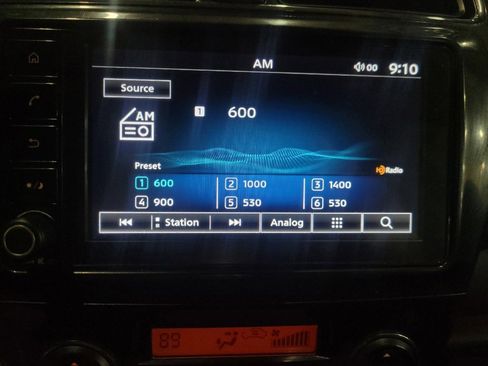 AM
00 9:10
Source
AM
1 600
Preset
HD Radio
1 600 2 1000 3 1400
4 900 5 530 6 530
Station Analog
89